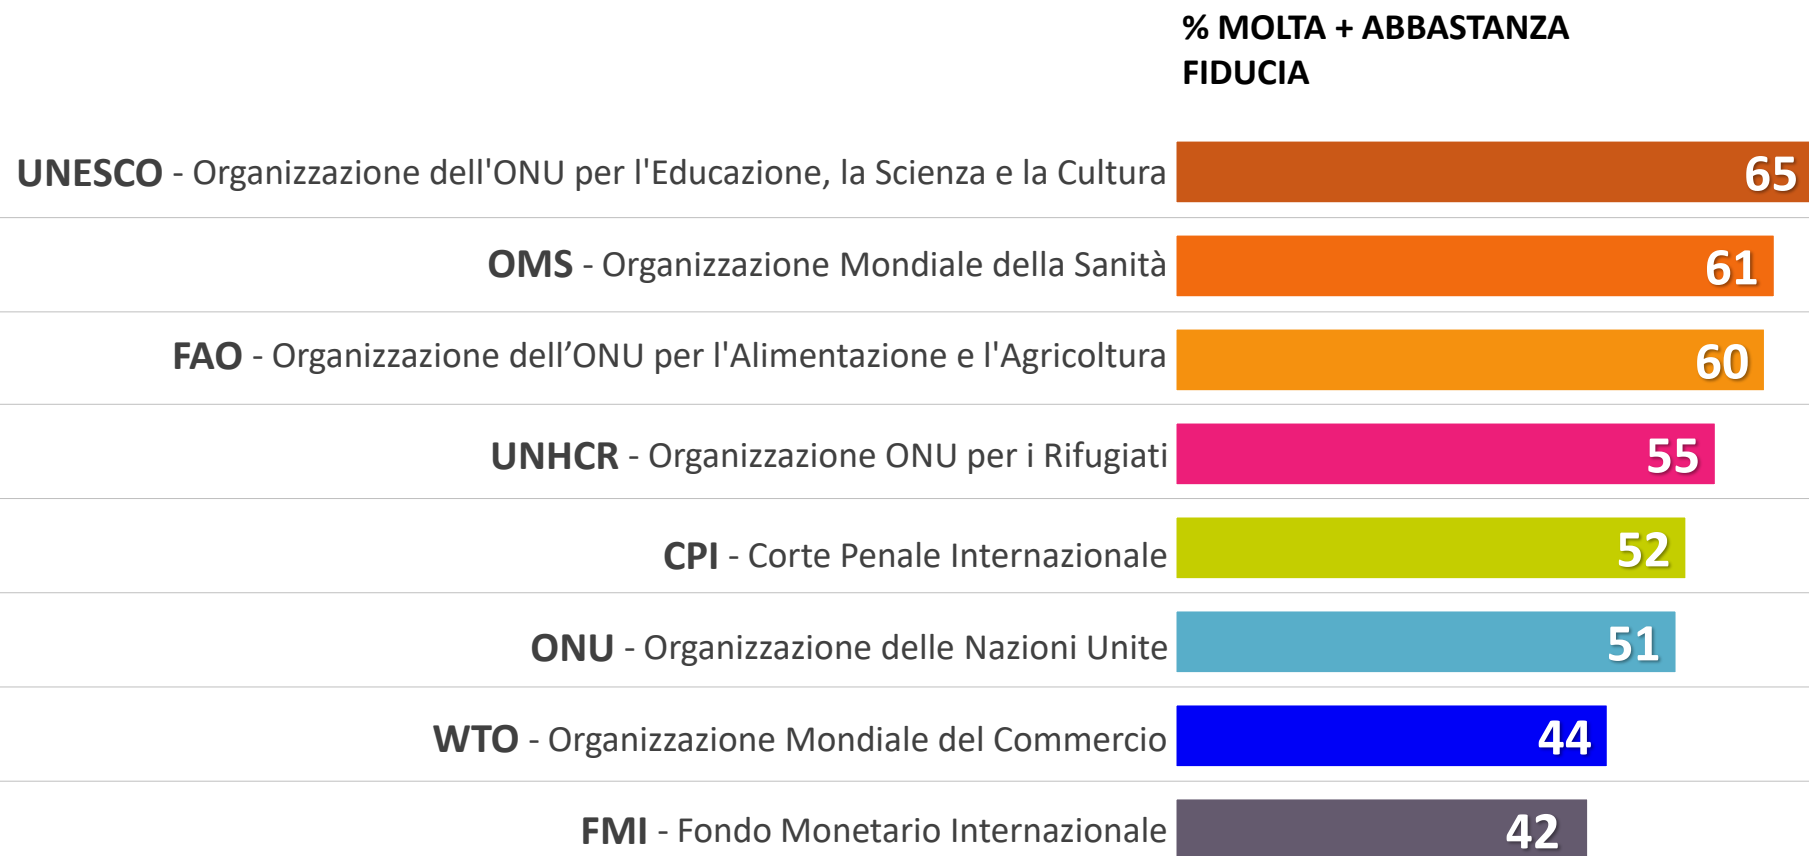 % MOLTA + ABBASTANZA
FIDUCIA
UNESCO - Organizzazione dell'ONU per l'Educazione, la Scienza e la Cultura 65
OMS - Organizzazione Mondiale della Sanità 61
FAO - Organizzazione dell’ONU per l'Alimentazione e l'Agricoltura 60
UNHCR - Organizzazione ONU per i Rifugiati 55
CPI - Corte Penale Internazionale 52
ONU - Organizzazione delle Nazioni Unite 51
WTO - Organizzazione Mondiale del Commercio 44
FMI - Fondo Monetario Internazionale 42